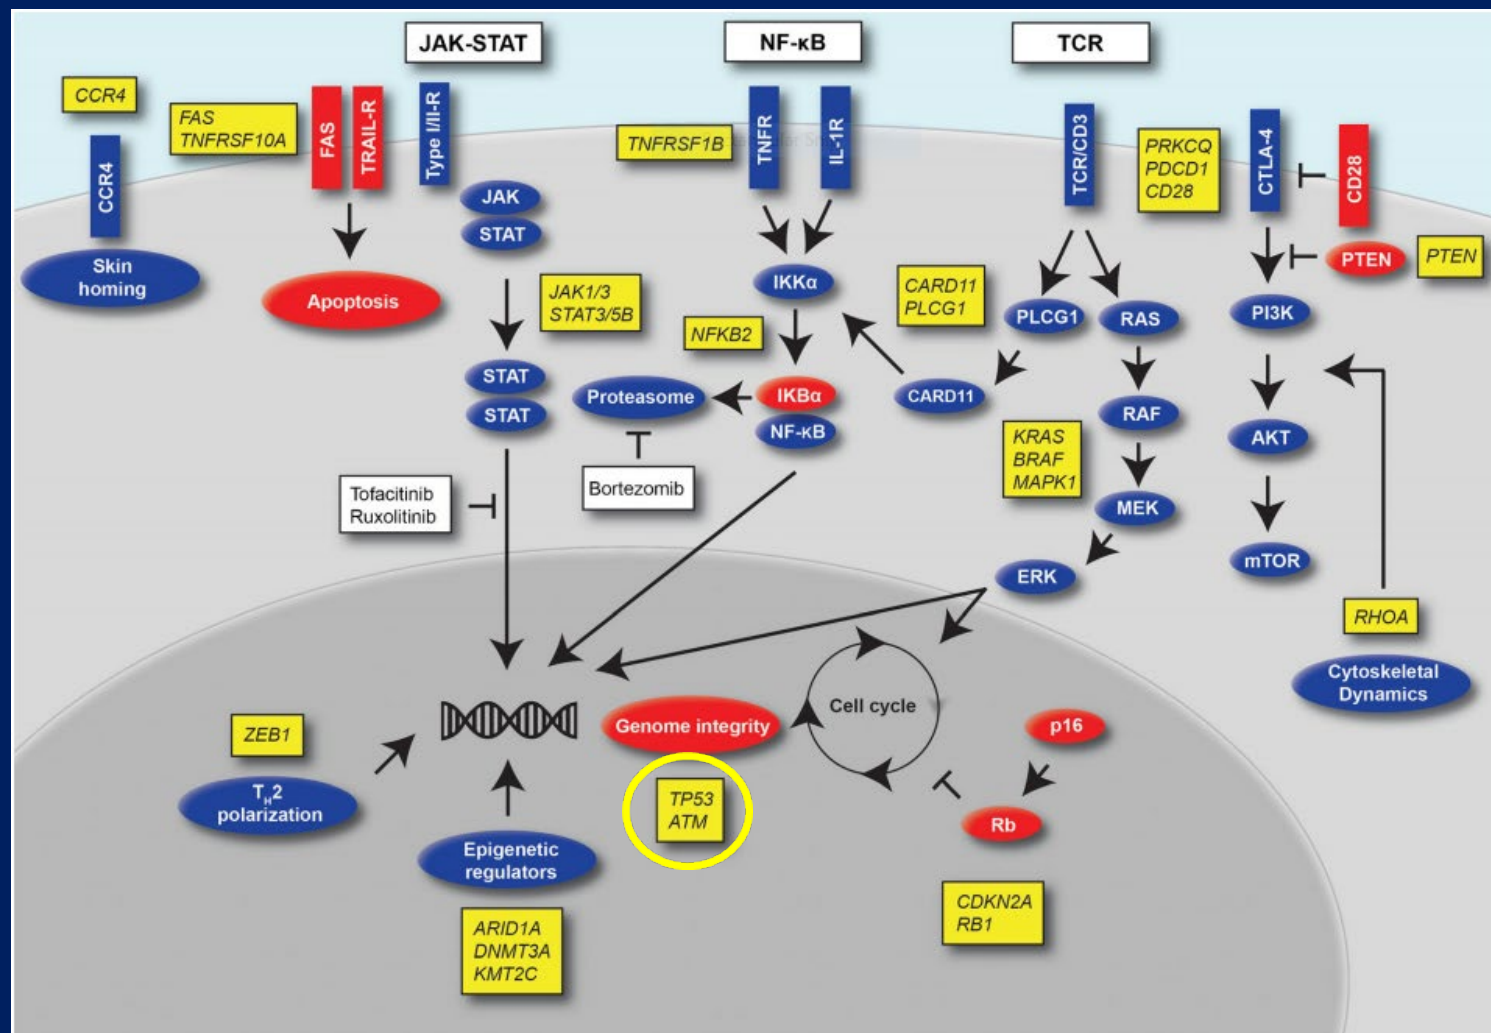 JAK-STAT
NF-κB
TCR
CCR4
CCR4
Skin
homing
FAS
TNFRSF10A
FAS
TRAIL-R
Apoptosis
Type I/II-R
JAK
STAT
JAK1/3
STAT3/5B
STAT
STAT
Tofacitinib
Ruxolitinib
TNFRSF1B
TNFR
IL-1R
IKKα
NFKB2
Proteasome
IKBα
NF-κB
Bortezomib
TCR/CD3
CARD11
PLCG1
PLCG1
RAS
CARD11
RAF
KRAS
BRAF
MAPK1
MEK
ERK
PRKCQ
PDCD1
CD28
CTLA-4
CD28
PTEN
PTEN
PI3K
AKT
mTOR
RHOA
Cytoskeletal
Dynamics
ZEB1
TH2
polarization
Epigenetic
regulators
ARID1A
DNMT3A
KMT2C
Genome integrity
TP53
ATM
Cell cycle
p16
Rb
CDKN2A
RB1